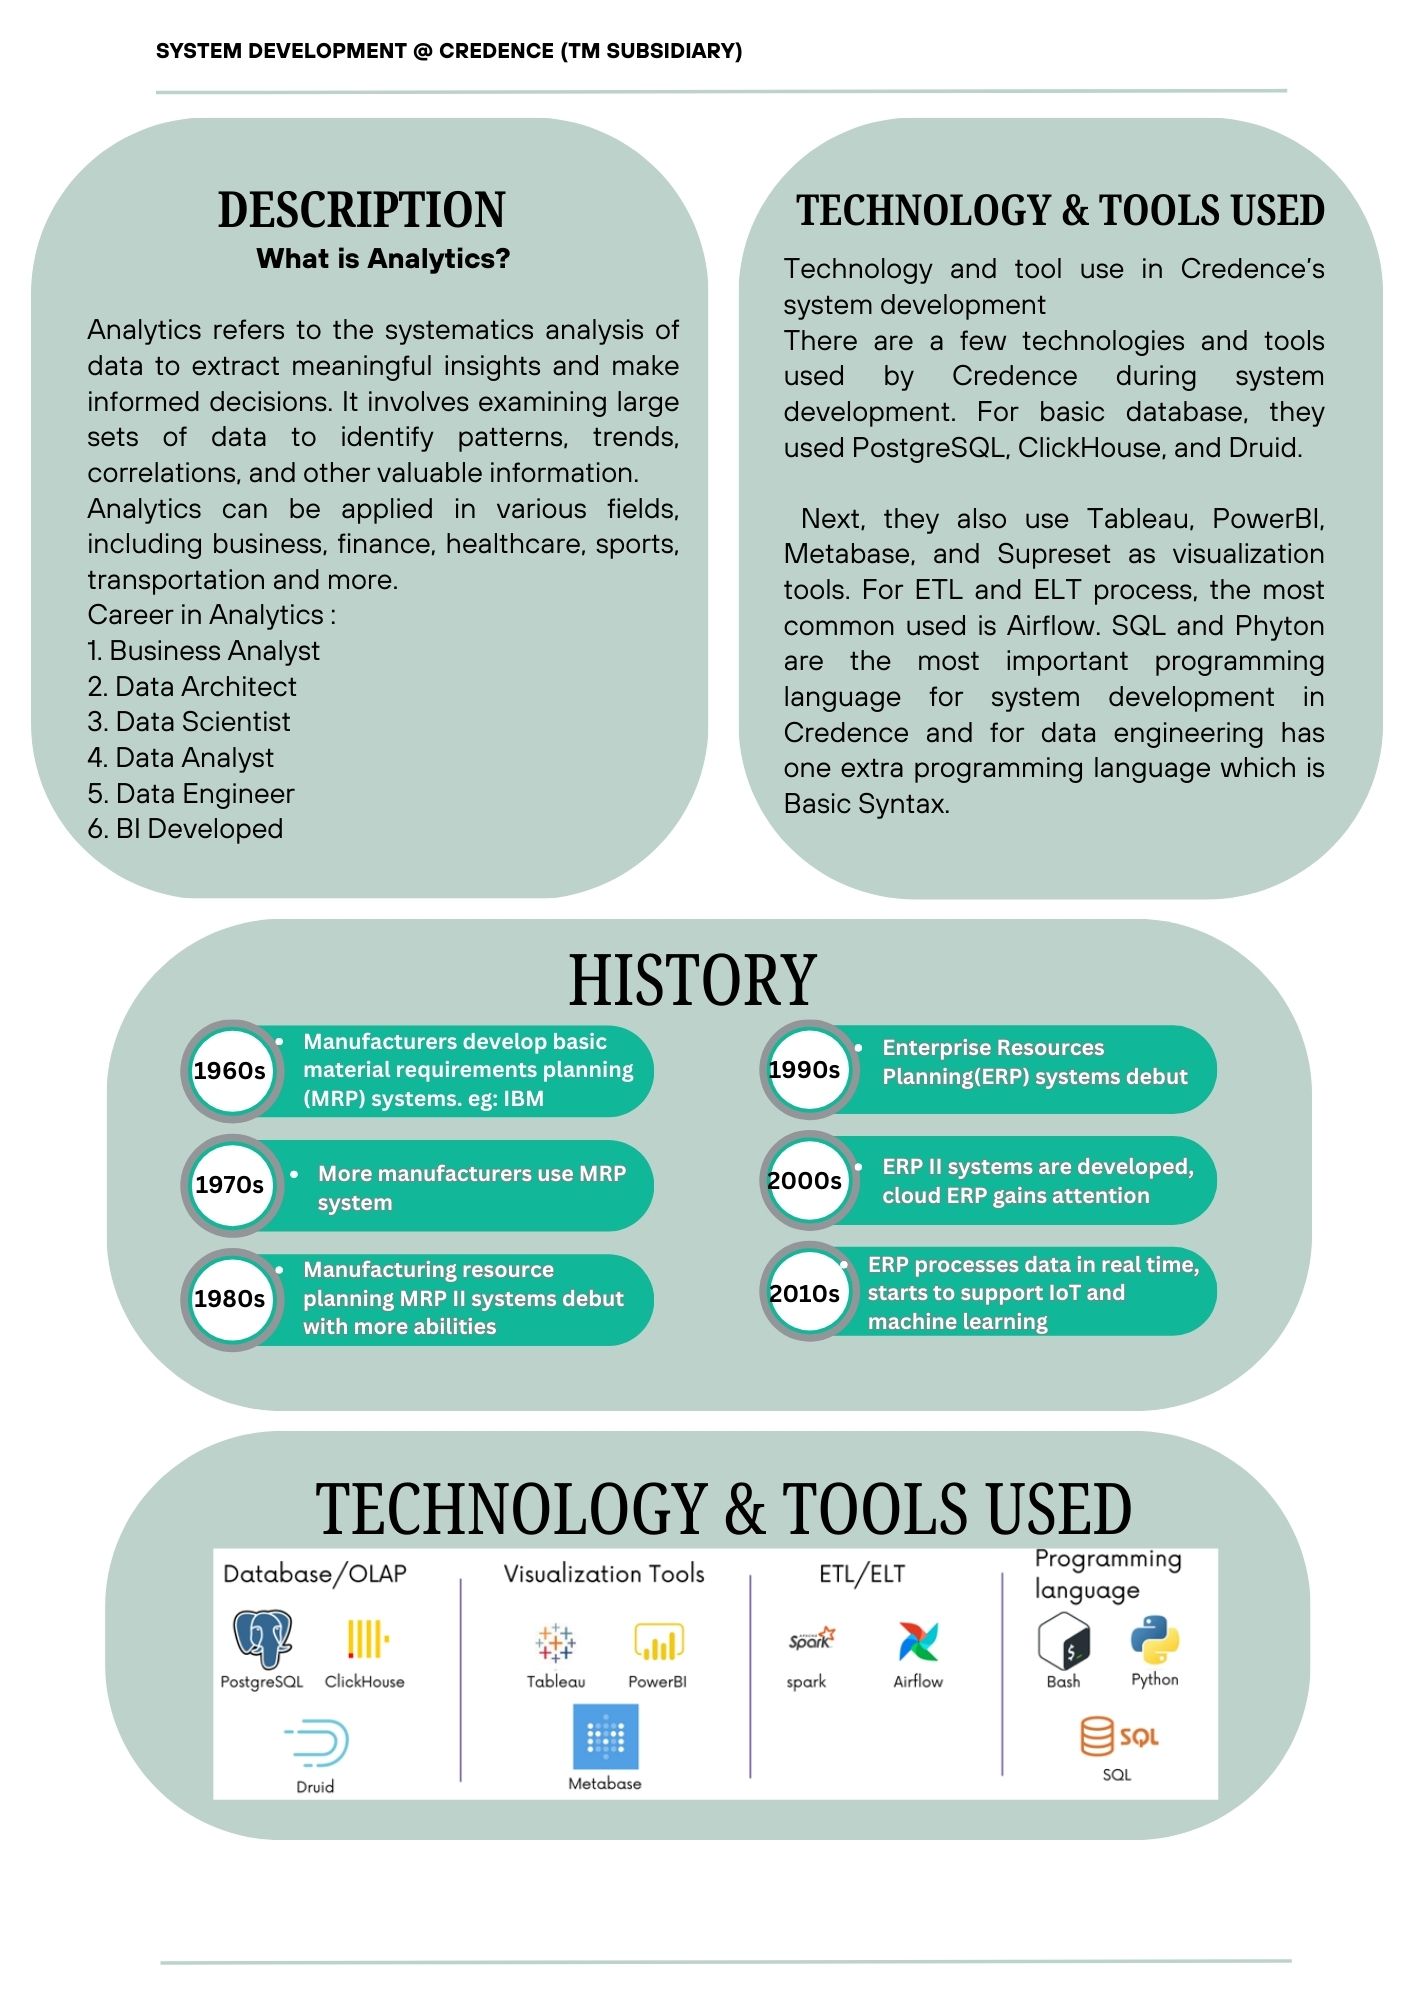 SYSTEM DEVELOPMENT @ CREDENCE (TM SUBSIDIARY)
DESCRIPTION
What is Analytics?
Analytics refers to the systematics analysis of
data to extract meaningful insights and make
informed decisions. It involves examining large
sets of data to identify patterns, trends,
correlations, and other valuable information.
Analytics can be applied in various fields,
including business, finance, healthcare, sports,
transportation and more.
Career in Analytics :
1. Business Analyst
2. Data Architect
3. Data Scientist
4. Data Analyst
5. Data Engineer
6. BI Developed
TECHNOLOGY & TOOLS USED
Technology and tool use in Credence's
system development
There are a few technologies and tools
used by Credence during system
development. For basic database, they
used PostgreSQL, ClickHouse, and Druid.
Next, they also use Tableau, PowerBI,
Metabase, and Supreset as visualization
tools. For ETL and ELT process, the most
common used is Airflow. SQL and Phyton
are the most important programming
language for system development in
Credence and for data engineering has
one extra programming language which is
Basic Syntax.
HISTORY
1960s
• Manufacturers develop basic
material requirements planning
(MRP) systems. eg: IBM
1970s
• More manufacturers use MRP
system
1980s
• Manufacturing resource
planning MRP II systems debut
with more abilities
1990s
• Enterprise Resources
Planning(ERP) systems debut
2000s
• ERP II systems are developed,
cloud ERP gains attention
2010s
• ERP processes data in real time,
starts to support IoT and
machine learning
TECHNOLOGY & TOOLS USED
Database/OLAP
PostgreSQL ClickHouse
Druid
Visualization Tools
Tableau PowerBI
Metabase
ETL/ELT
APACHE
Spark
spark Airflow
Programming
language
$_
Bash Python
SQL
SQL